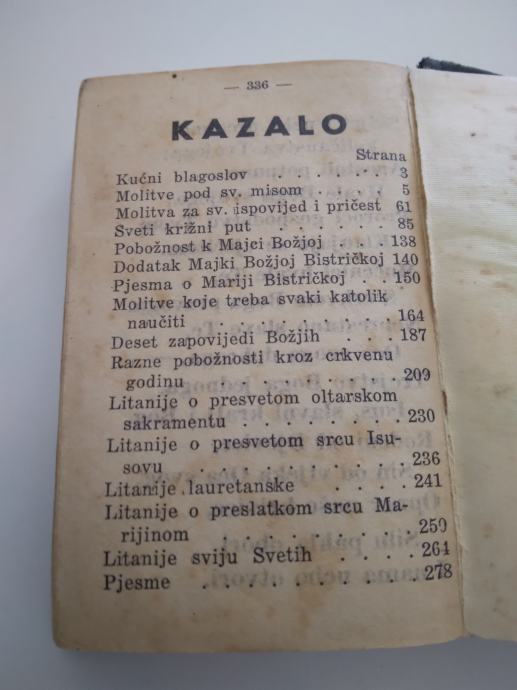 — 336 —
KAZALO
Strana
Kućni blagoslov . . . . . . . 3
Molitve pod sv. misom . . . . 5
Molitva za sv. ispovijed i pričest 61
Sveti križni put . . . . . . 85
Pobožnost k Majci Božjoj . . . 138
Dodatak Majki Božjoj Bistričkoj 140
Pjesma o Mariji Bistričkoj . . 150
Molitve koje treba svaki katolik
naučiti . . . . . . . . . 164
Deset zapovijedi Božjih . . . 187
Razne pobožnosti kroz crkvenu
godinu . . . . . . . . . 209
Litanije o presvetom oltarskom
sakramentu . . . . . . . 230
Litanije o presvetom srcu Isu-
sovu . . . . . . . . . . 236
Litanije lauretanske . . . . 241
Litanije o preslatkom srcu Ma-
rijinom . . . . . . . . . 250
Litanije sviju Svetih . . . . 264
Pjesme . . . . . . . . . . 278